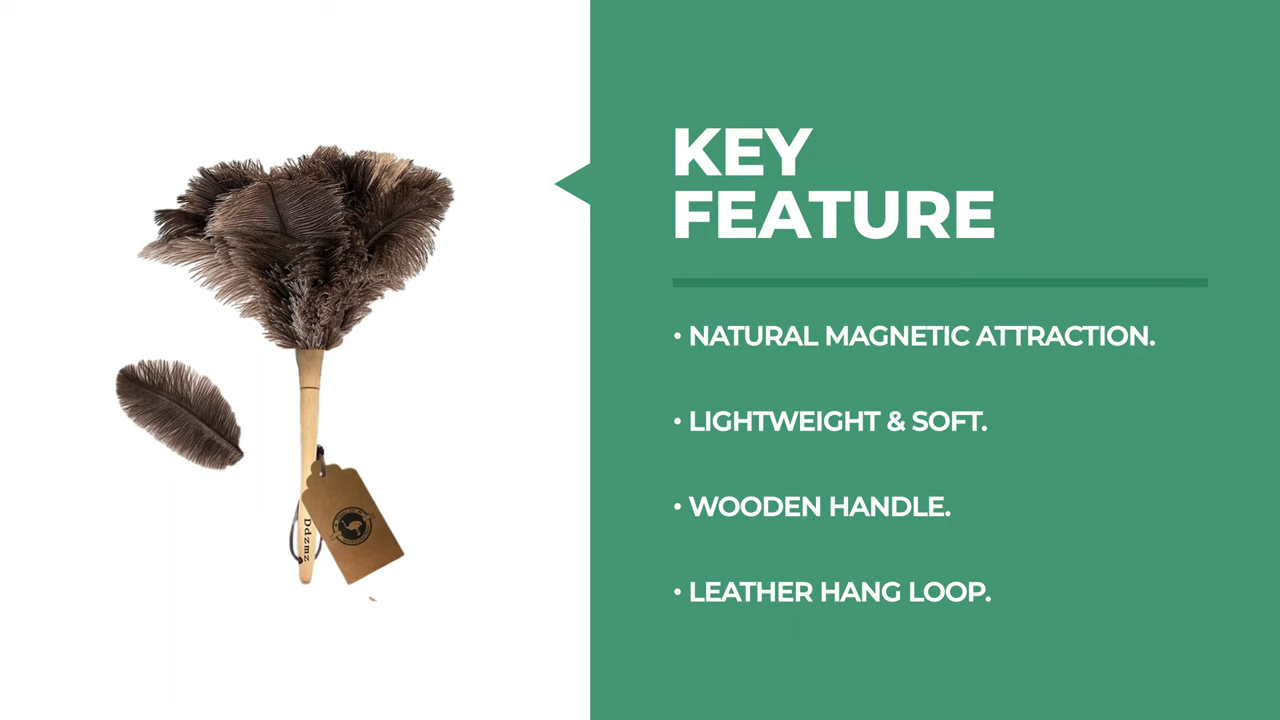 KEY
FEATURE
• NATURAL MAGNETIC ATTRACTION.
• LIGHTWEIGHT & SOFT.
• WOODEN HANDLE.
• LEATHER HANG LOOP.
Ddzmz